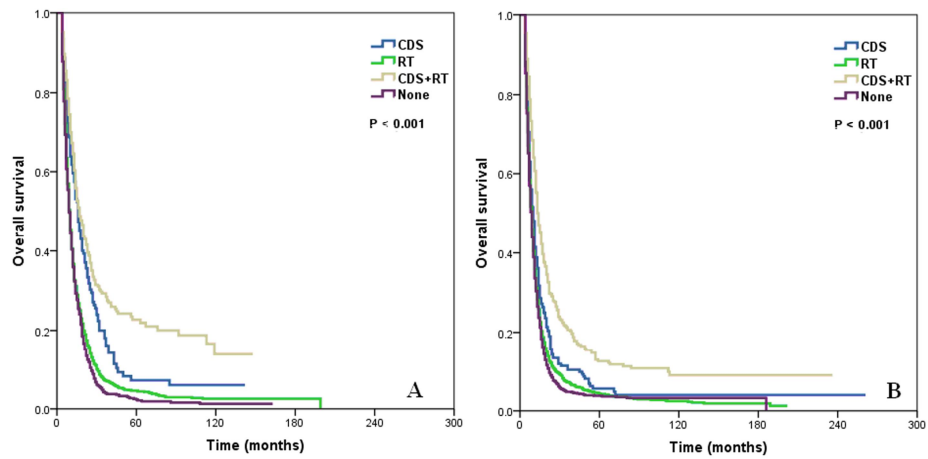 1.0
0.8
0.6
0.4
0.2
0.0
0
60
120
180
240
300
Overall survival
Time (months)
CDS
RT
CDS+RT
None
P < 0.001
A
1.0
0.8
0.6
0.4
0.2
0.0
0
60
120
180
240
300
Overall survival
Time (months)
CDS
RT
CDS+RT
None
P < 0.001
B